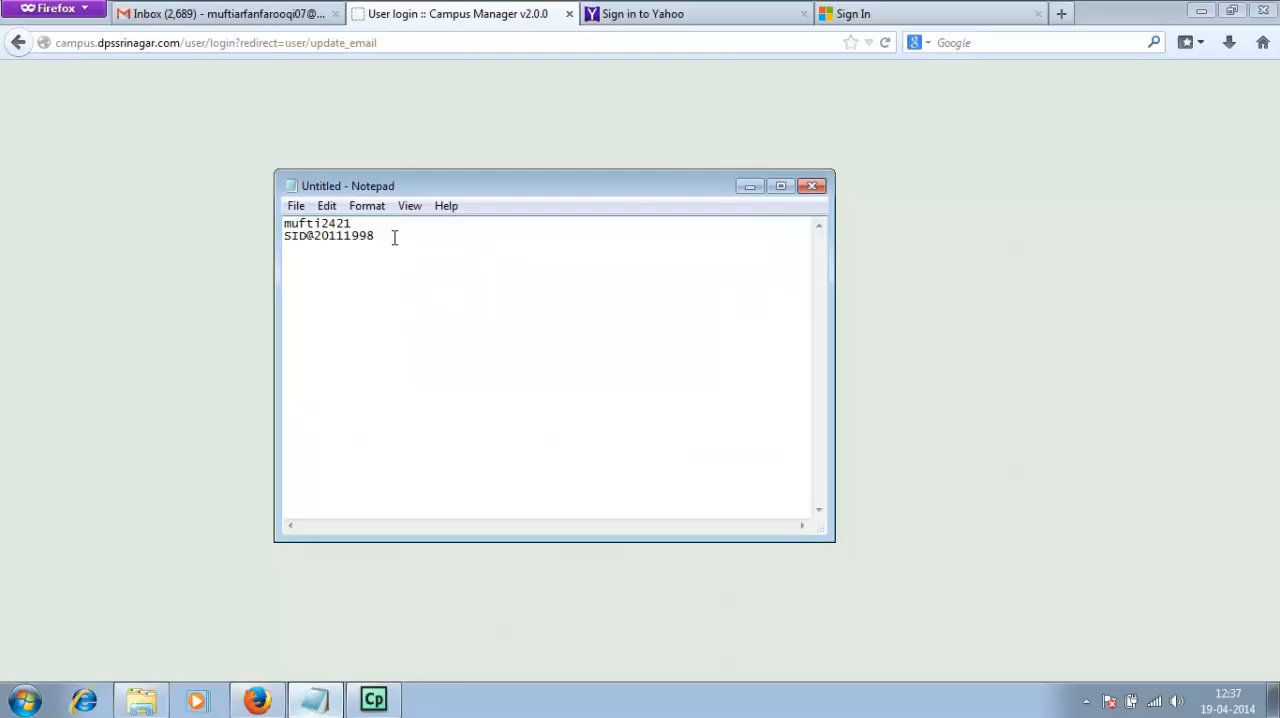 Firefox
Inbox (2,689) - muftiarfanfarooqi07@...
User login :: Campus Manager v2.0.0
Sign in to Yahoo
Sign In
campus.dpssrinagar.com/user/login?redirect=user/update_email
Google
Untitled - Notepad
File Edit Format View Help
mufti2421
SID@20111998
Cp
12:37
19-04-2014